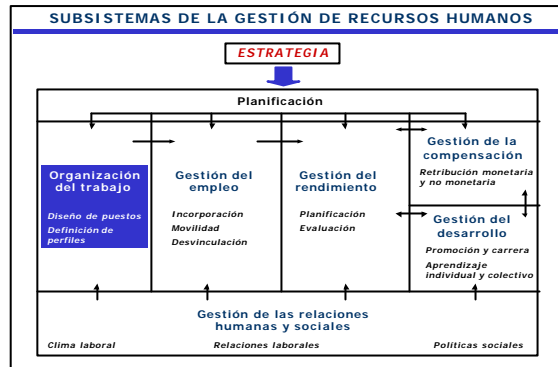 SUBSISTEMAS DE LA GESTIÓN DE RECURSOS HUMANOS
ESTRATEGIA
Planificación
Organización
del trabajo
Diseño de puestos
Definición de
perfiles
Gestión del
empleo
Incorporación
Movilidad
Desvinculación
Gestión del
rendimiento
Planificación
Evaluación
Gestión de la
compensación
Retribución monetaria
y no monetaria
Gestión del
desarrollo
Promoción y carrera
Aprendizaje
individual y colectivo
Gestión de las relaciones
humanas y sociales
Clima laboral
Relaciones laborales
Políticas sociales